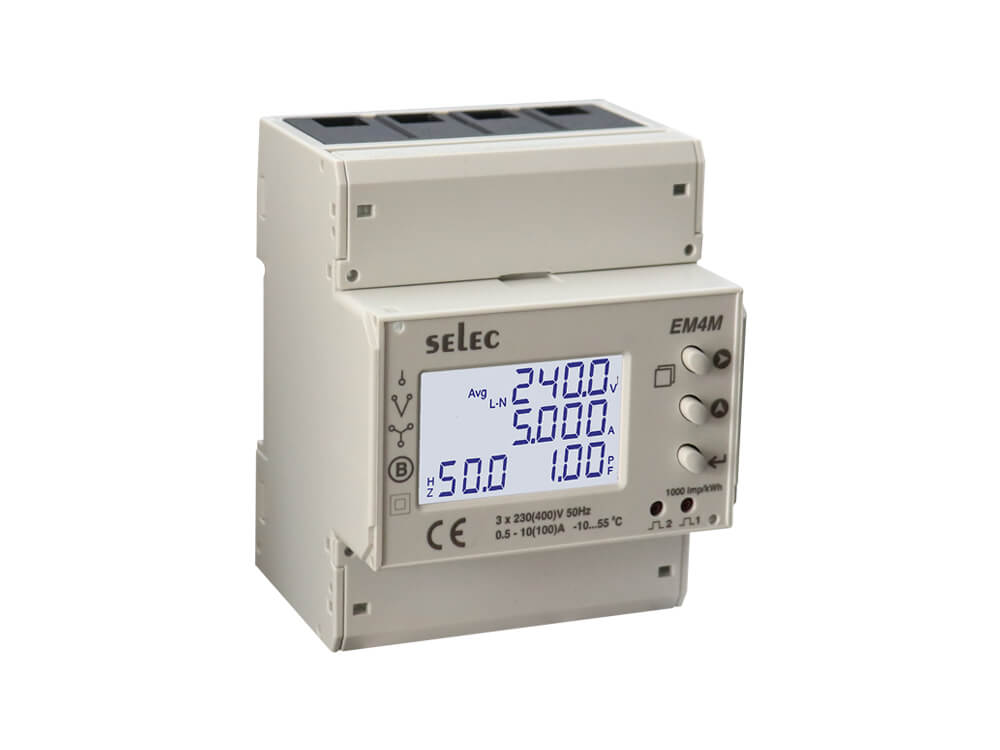 SELEC
EM4M
Avg L-N 240.0 V
5.000 A
HZ 50.0 1.00 PF
B
1000 imp/kWh
CE
3 x 230(400)V 50Hz
0.5 - 10(100)A -10...55 °C
2 1